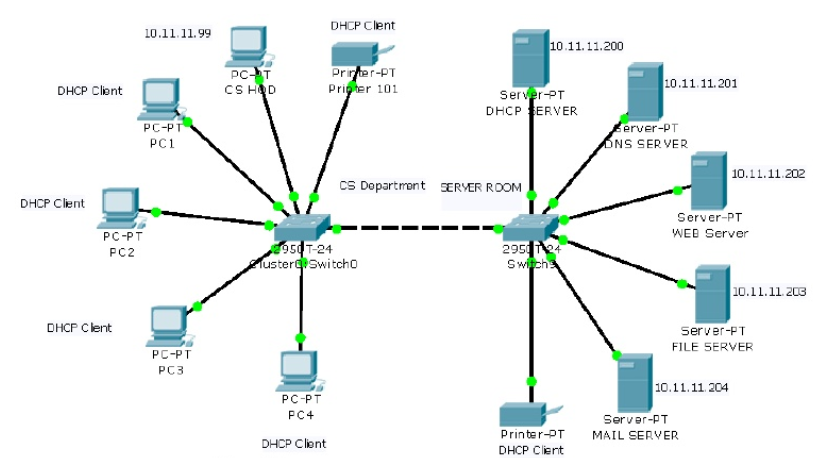 10.11.11.99
PC-PT
CS HOD
DHCP Client
Printer-PT
Printer 101
DHCP Client
PC-PT
PC1
DHCP Client
PC-PT
PC2
DHCP Client
PC-PT
PC3
PC-PT
PC4
DHCP Client
CS Department
2950T-24
Cluster0/Switch0
SERVER ROOM
2950T-24
Switch9
10.11.11.200
Server-PT
DHCP SERVER
10.11.11.201
Server-PT
DNS SERVER
10.11.11.202
Server-PT
WEB Server
10.11.11.203
Server-PT
FILE SERVER
10.11.11.204
Server-PT
MAIL SERVER
Printer-PT
DHCP Client